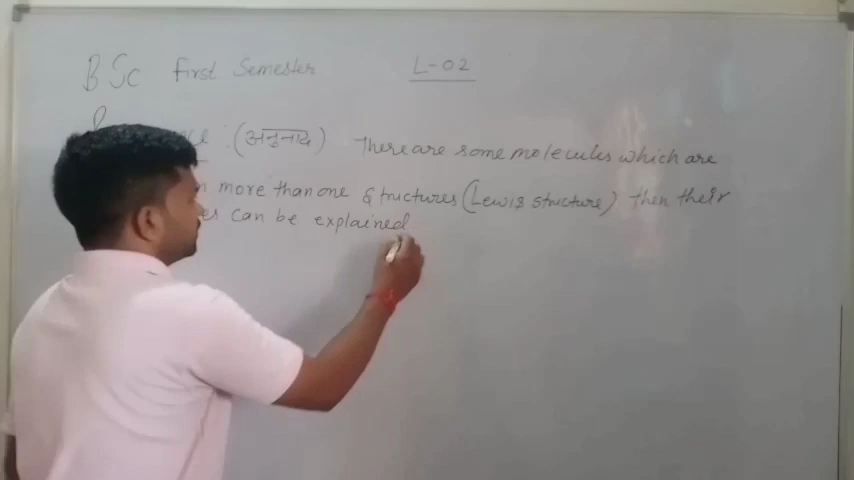 BSc First Semester L-02
: (अनुनाद) There are some molecules which are
more than one structures (Lewis structure) then their
can be explained